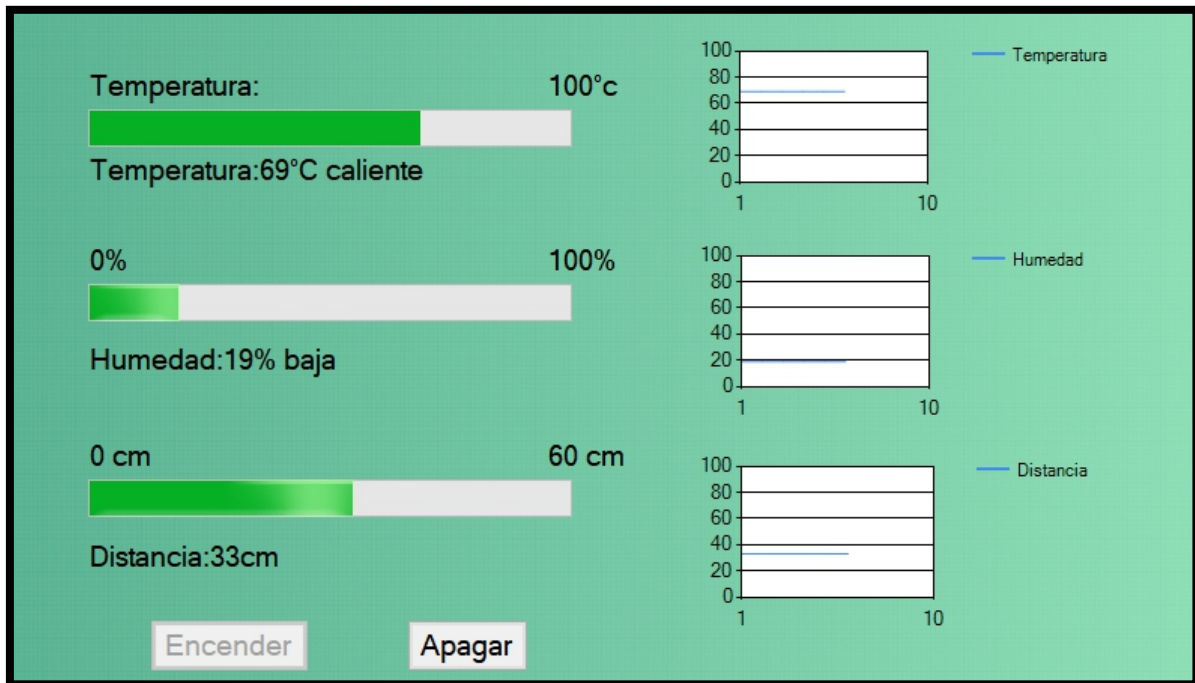 Temperatura: 100°c
Temperatura:69°C caliente
0% 100%
Humedad:19% baja
0 cm 60 cm
Distancia:33cm
Encender Apagar
100
80
60
40
20
0
1 10
Temperatura
100
80
60
40
20
0
1 10
Humedad
100
80
60
40
20
0
1 10
Distancia